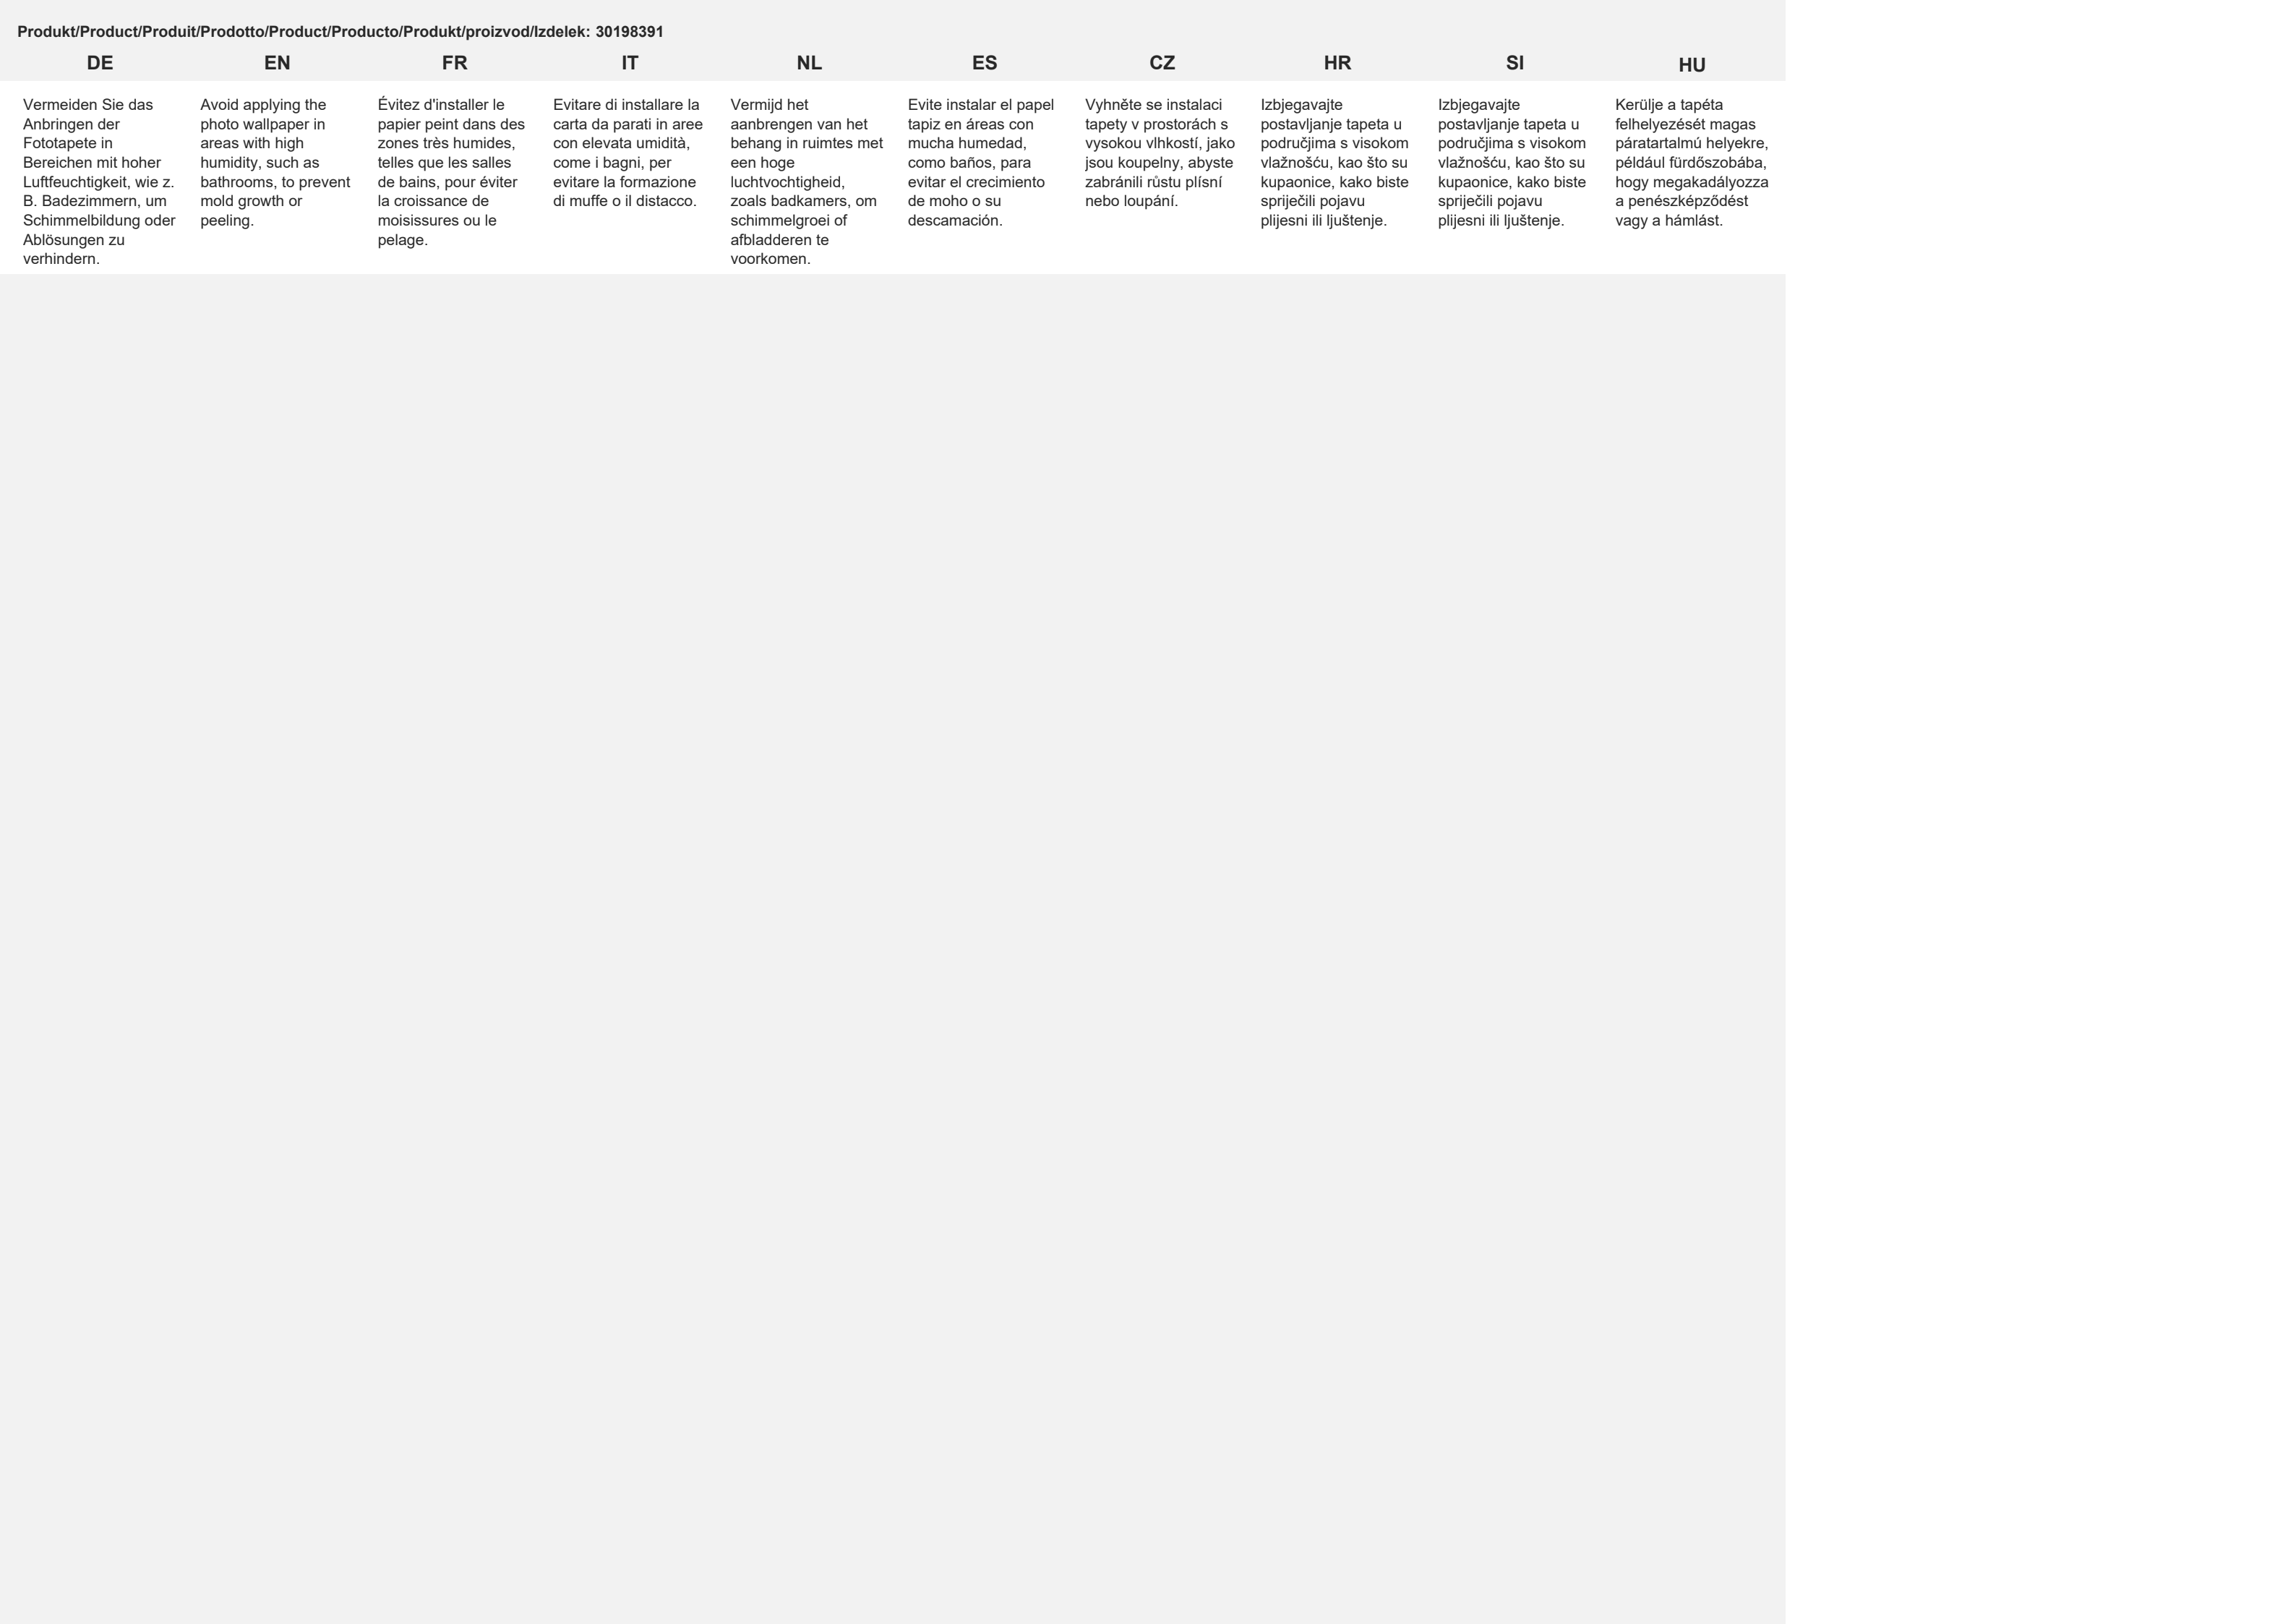 Produkt/Product/Produit/Prodotto/Product/Producto/Produkt/proizvod/Izdelek: 30198391
DE
Vermeiden Sie das
Anbringen der
Fototapete in
Bereichen mit hoher
Luftfeuchtigkeit, wie z.
B. Badezimmern, um
Schimmelbildung oder
Ablösungen zu
verhindern.
EN
Avoid applying the
photo wallpaper in
areas with high
humidity, such as
bathrooms, to prevent
mold growth or
peeling.
FR
Évitez d'installer le
papier peint dans des
zones très humides,
telles que les salles
de bains, pour éviter
la croissance de
moisissures ou le
pelage.
IT
Evitare di installare la
carta da parati in aree
con elevata umidità,
come i bagni, per
evitare la formazione
di muffe o il distacco.
NL
Vermijd het
aanbrengen van het
behang in ruimtes met
een hoge
luchtvochtigheid,
zoals badkamers, om
schimmelgroei of
afbladderen te
voorkomen.
ES
Evite instalar el papel
tapiz en áreas con
mucha humedad,
como baños, para
evitar el crecimiento
de moho o su
descamación.
CZ
Vyhněte se instalaci
tapety v prostorách s
vysokou vlhkostí, jako
jsou koupelny, abyste
zabránili růstu plísní
nebo loupání.
HR
Izbjegavajte
postavljanje tapeta u
područjima s visokom
vlažnošću, kao što su
kupaonice, kako biste
spriječili pojavu
plijesni ili ljuštenje.
SI
Izbjegavajte
postavljanje tapeta u
područjima s visokom
vlažnošću, kao što su
kupaonice, kako biste
spriječili pojavu
plijesni ili ljuštenje.
HU
Kerülje a tapéta
felhelyezését magas
páratartalmú helyekre,
például fürdőszobába,
hogy megakadályozza
a penészképződést
vagy a hámlást.